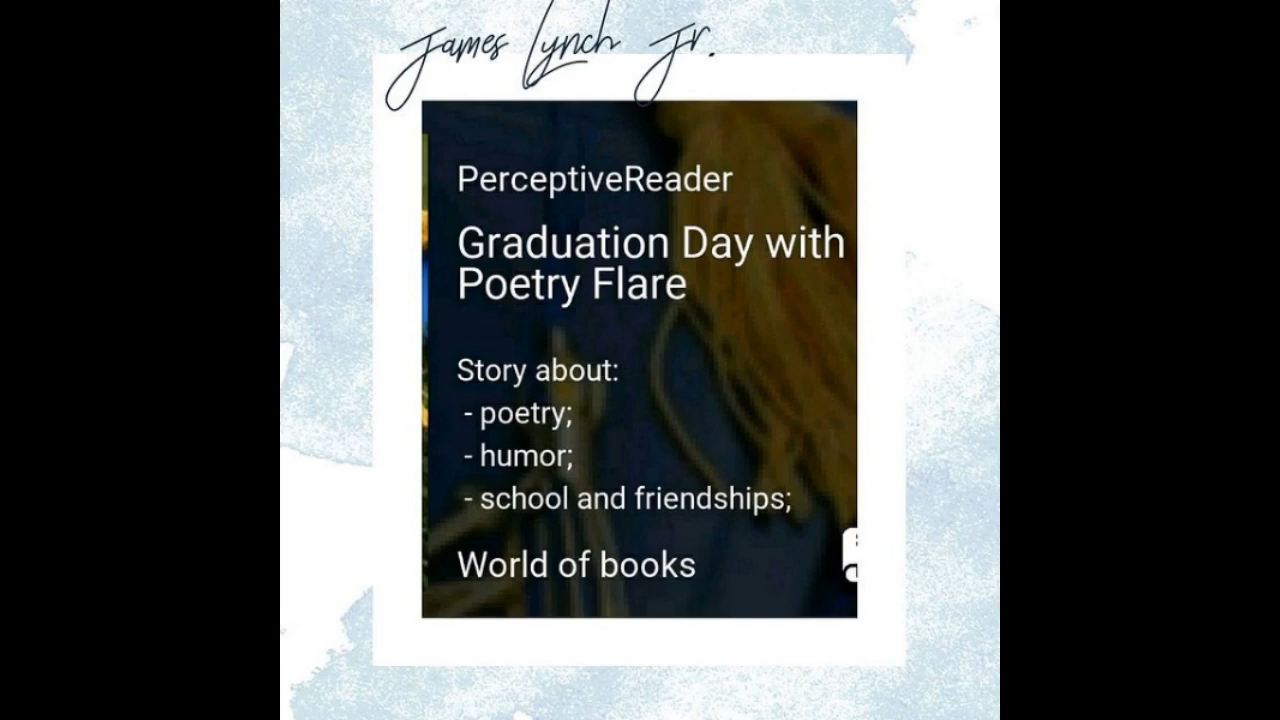 James Lynch Jr.
PerceptiveReader
Graduation Day with
Poetry Flare
Story about:
- poetry;
- humor;
- school and friendships;
World of books